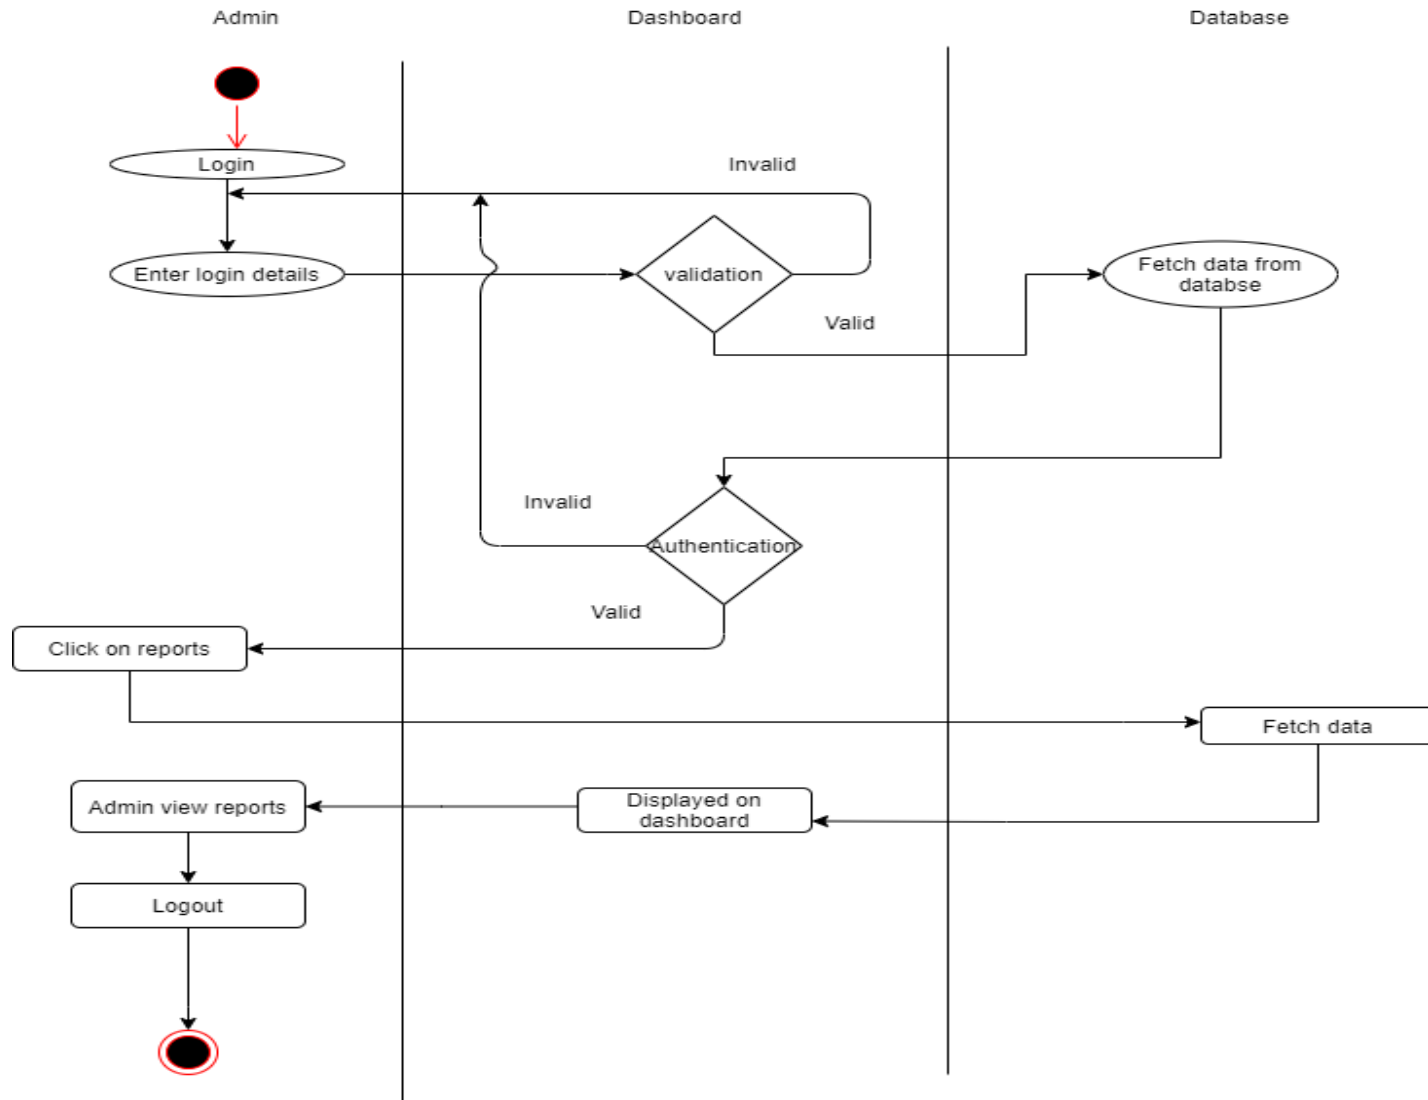 Admin
Dashboard
Database
Login
Invalid
Enter login details
validation
Fetch data from
databse
Valid
Invalid
Authentication
Valid
Click on reports
Fetch data
Admin view reports
Displayed on
dashboard
Logout